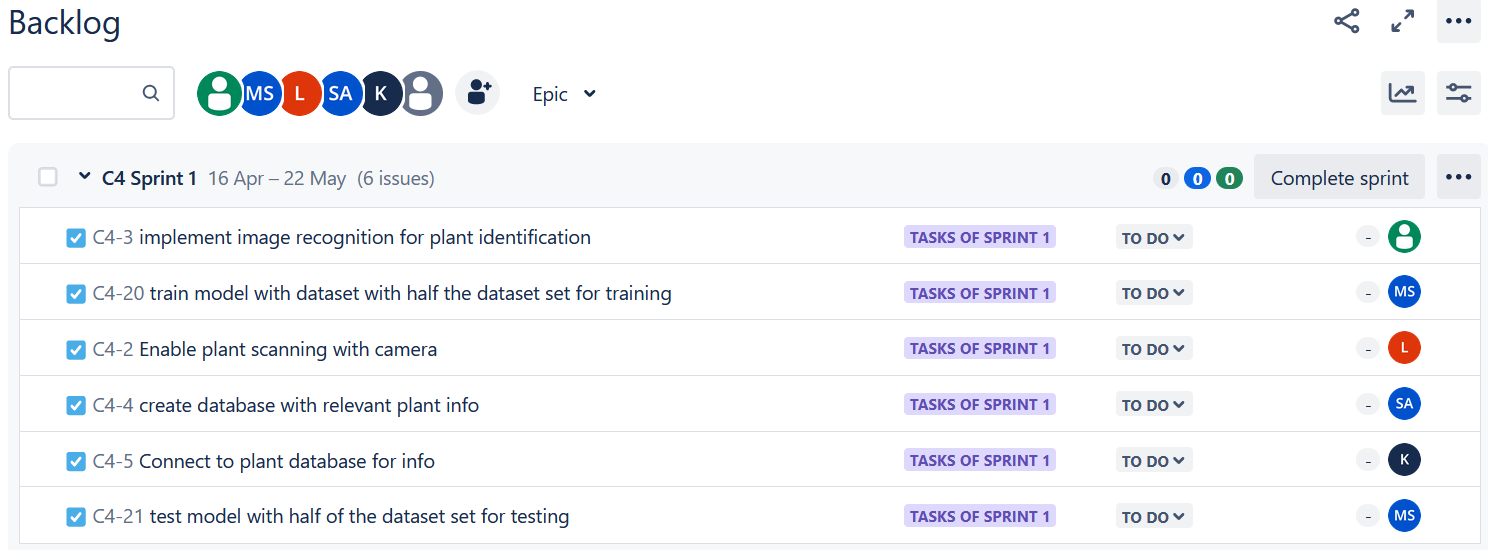 Backlog
MS L SA K Epic
C4 Sprint 1 16 Apr – 22 May (6 issues) 0 0 0 Complete sprint
C4-3 implement image recognition for plant identification TASKS OF SPRINT 1 TO DO -
C4-20 train model with dataset with half the dataset set for training TASKS OF SPRINT 1 TO DO - MS
C4-2 Enable plant scanning with camera TASKS OF SPRINT 1 TO DO - L
C4-4 create database with relevant plant info TASKS OF SPRINT 1 TO DO - SA
C4-5 Connect to plant database for info TASKS OF SPRINT 1 TO DO - K
C4-21 test model with half of the dataset set for testing TASKS OF SPRINT 1 TO DO - MS